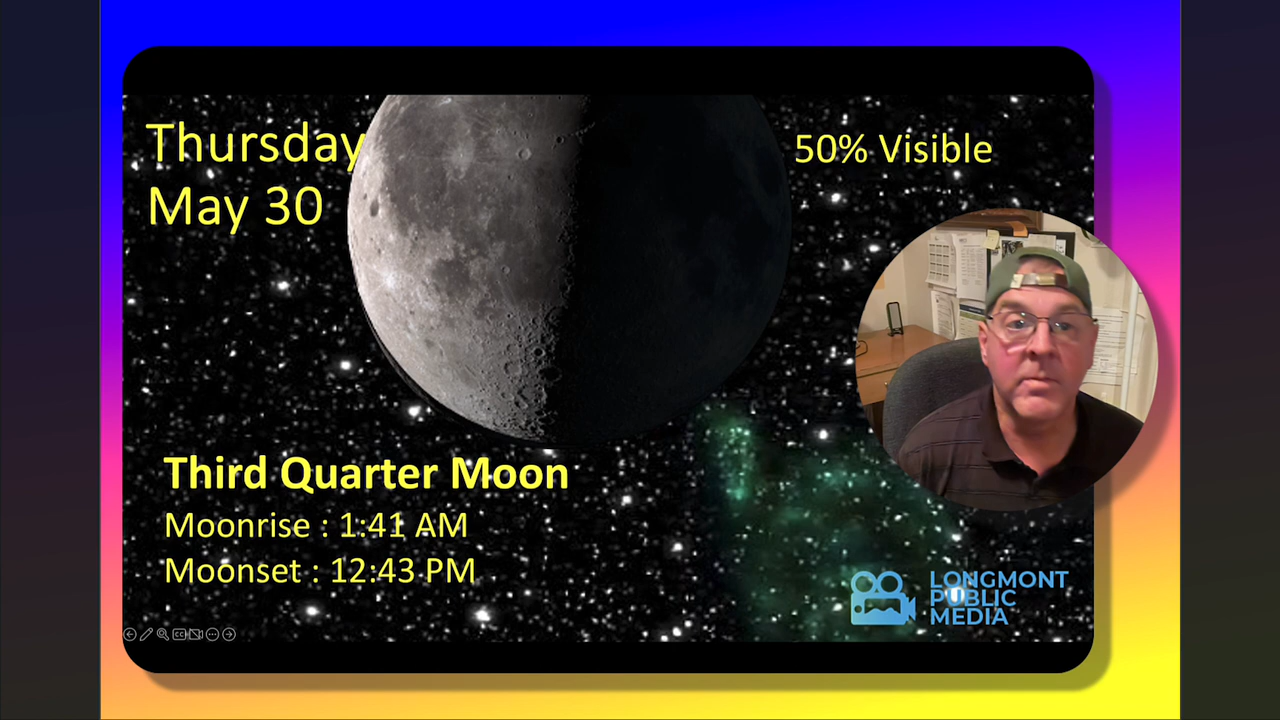 Thursday
May 30
50% Visible
Third Quarter Moon
Moonrise : 1:41 AM
Moonset : 12:43 PM
LONGMONT
PUBLIC
MEDIA